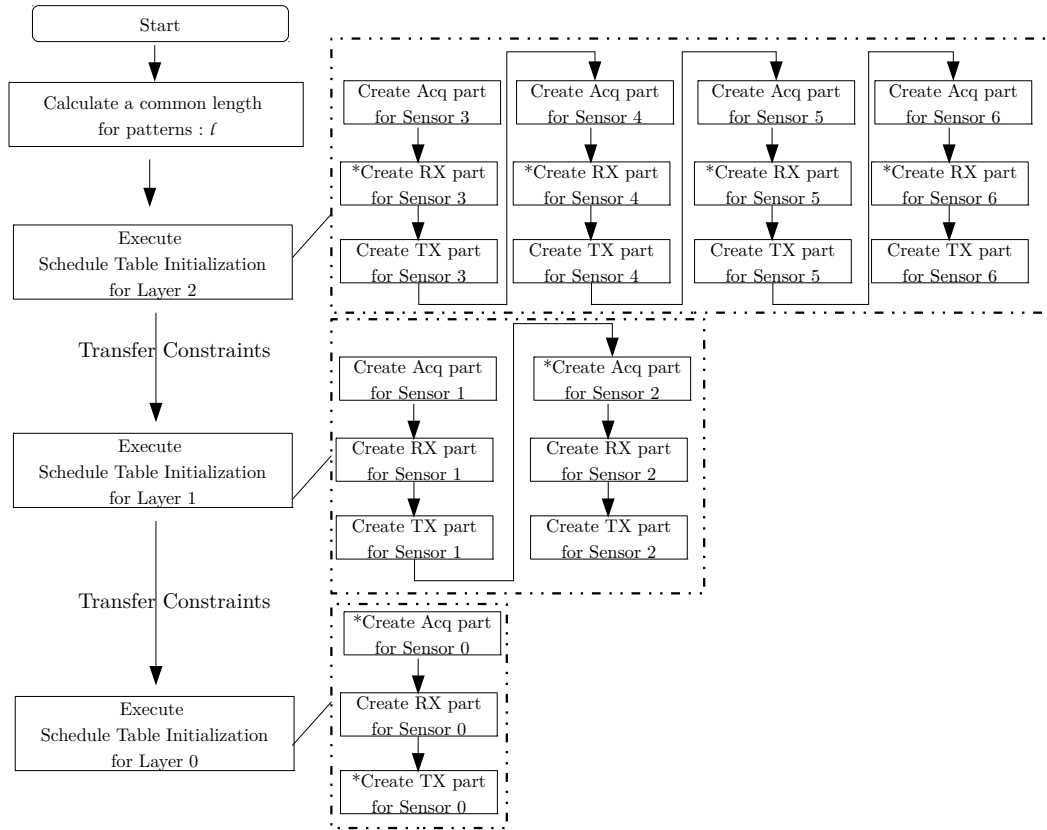 Start
Calculate a common length
for patterns : ℓ
Execute
Schedule Table Initialization
for Layer 2
Create Acq part
for Sensor 3
*Create RX part
for Sensor 3
Create TX part
for Sensor 3
Create Acq part
for Sensor 4
*Create RX part
for Sensor 4
Create TX part
for Sensor 4
Create Acq part
for Sensor 5
*Create RX part
for Sensor 5
Create TX part
for Sensor 5
Create Acq part
for Sensor 6
*Create RX part
for Sensor 6
Create TX part
for Sensor 6
Transfer Constraints
Execute
Schedule Table Initialization
for Layer 1
Create Acq part
for Sensor 1
Create RX part
for Sensor 1
Create TX part
for Sensor 1
*Create Acq part
for Sensor 2
Create RX part
for Sensor 2
Create TX part
for Sensor 2
Transfer Constraints
Execute
Schedule Table Initialization
for Layer 0
*Create Acq part
for Sensor 0
Create RX part
for Sensor 0
*Create TX part
for Sensor 0